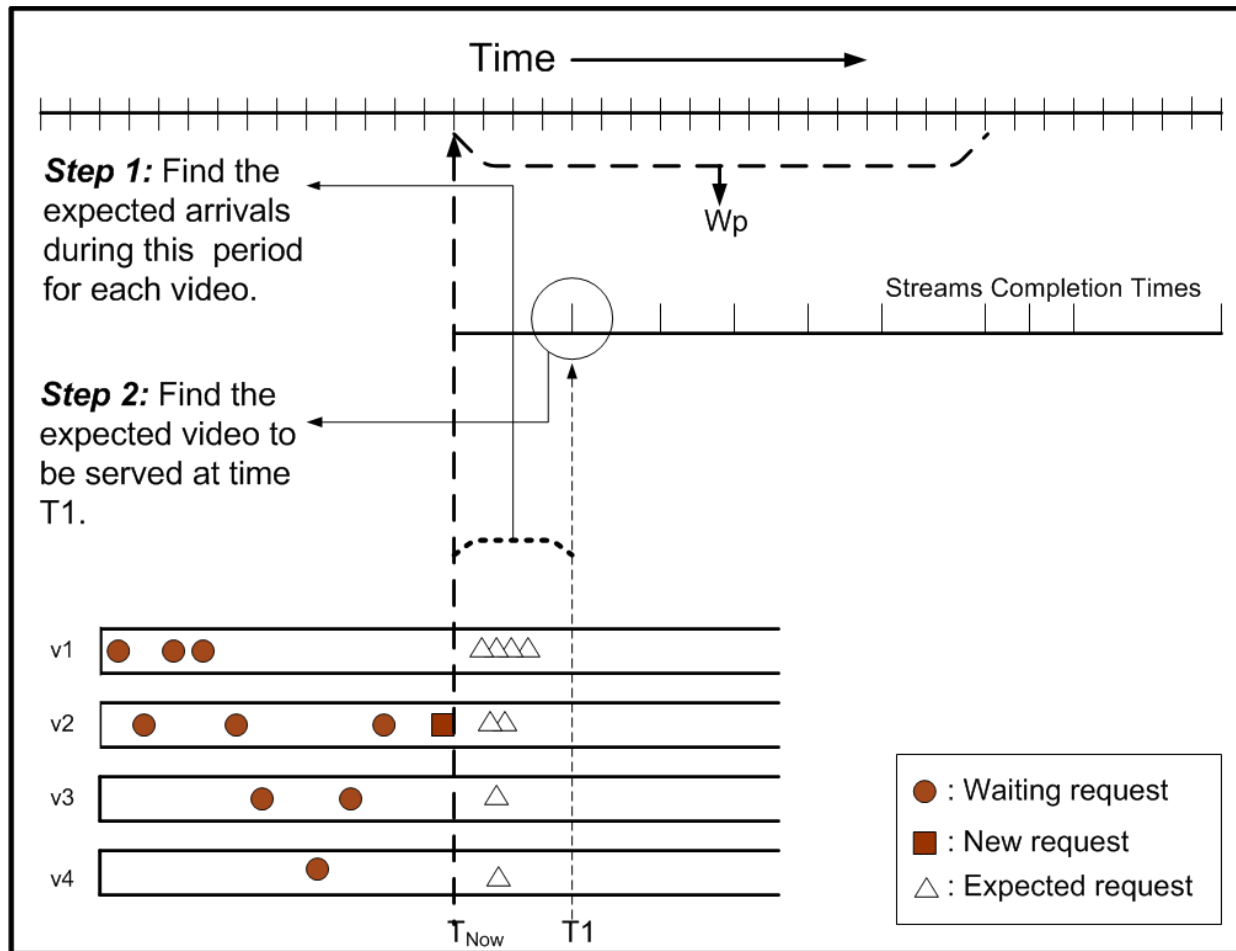 Time
Step 1: Find the
expected arrivals
during this period
for each video.
Wp
Streams Completion Times
Step 2: Find the
expected video to
be served at time
T1.
v1
v2
v3
v4
: Waiting request
: New request
: Expected request
TNow
T1